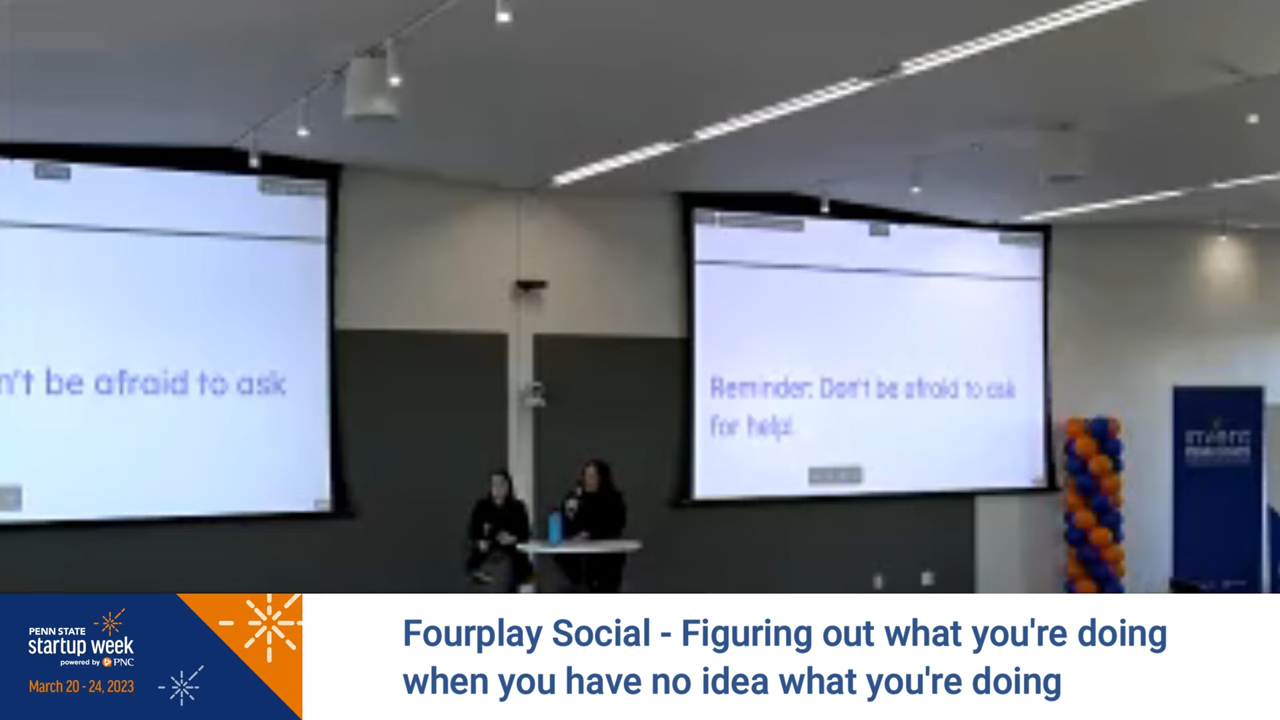 n't be afraid to ask
Reminder: Don't be afraid to ask
for help!
invent
PENN STATE
startup week
powered by PNC
March 20 - 24, 2023
Fourplay Social - Figuring out what you're doing
when you have no idea what you're doing